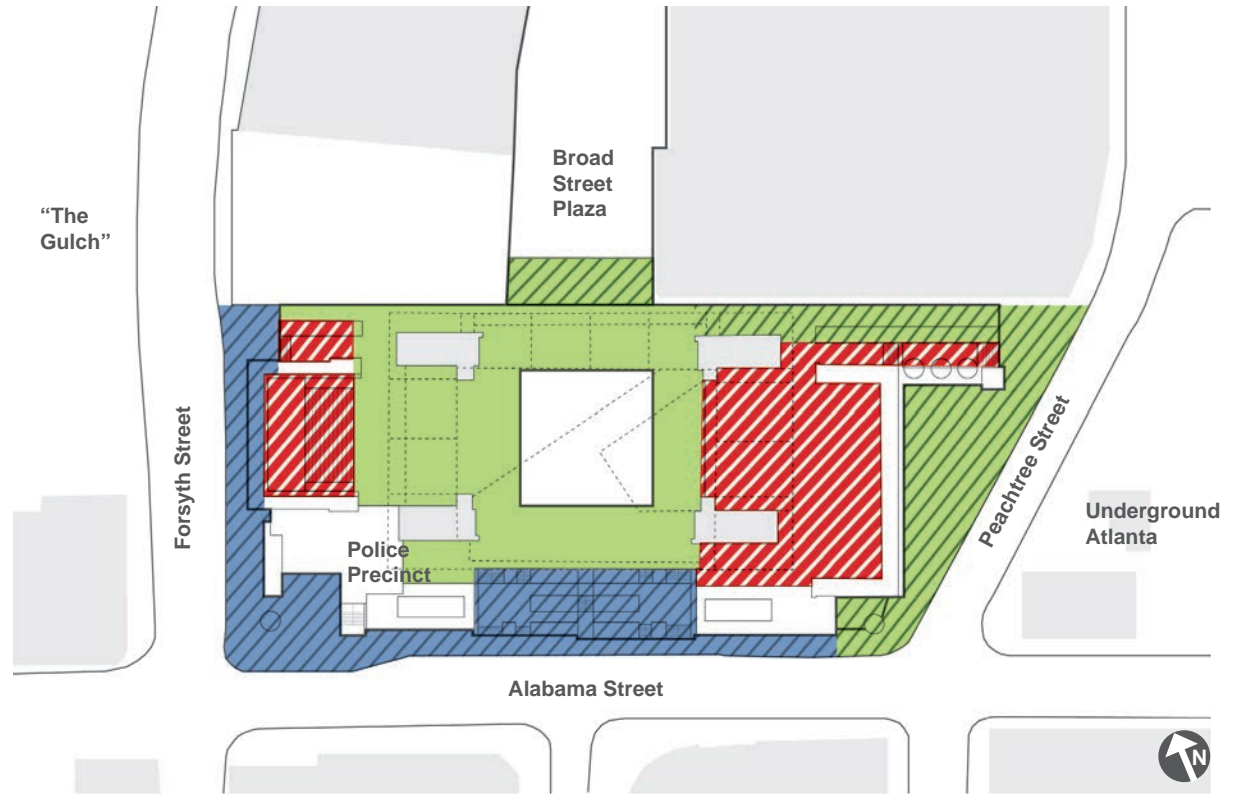 Broad
Street
Plaza
“The
Gulch”
Forsyth Street
Peachtree Street
Underground
Atlanta
Police
Precinct
Alabama Street
N